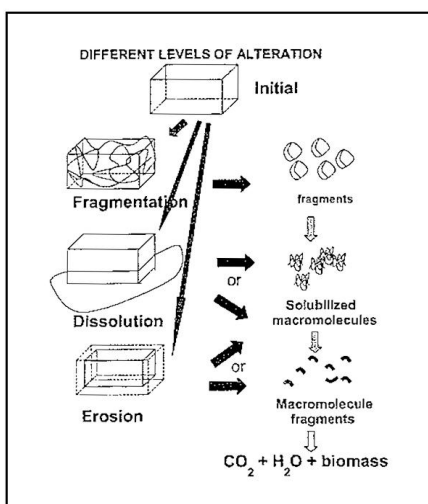 DIFFERENT LEVELS OF ALTERATION
Initial
Fragmentation
fragments
Dissolution
or
Solubilized
macromolecules
Erosion
or
Macromolecule
fragments
CO2 + H2O + biomass